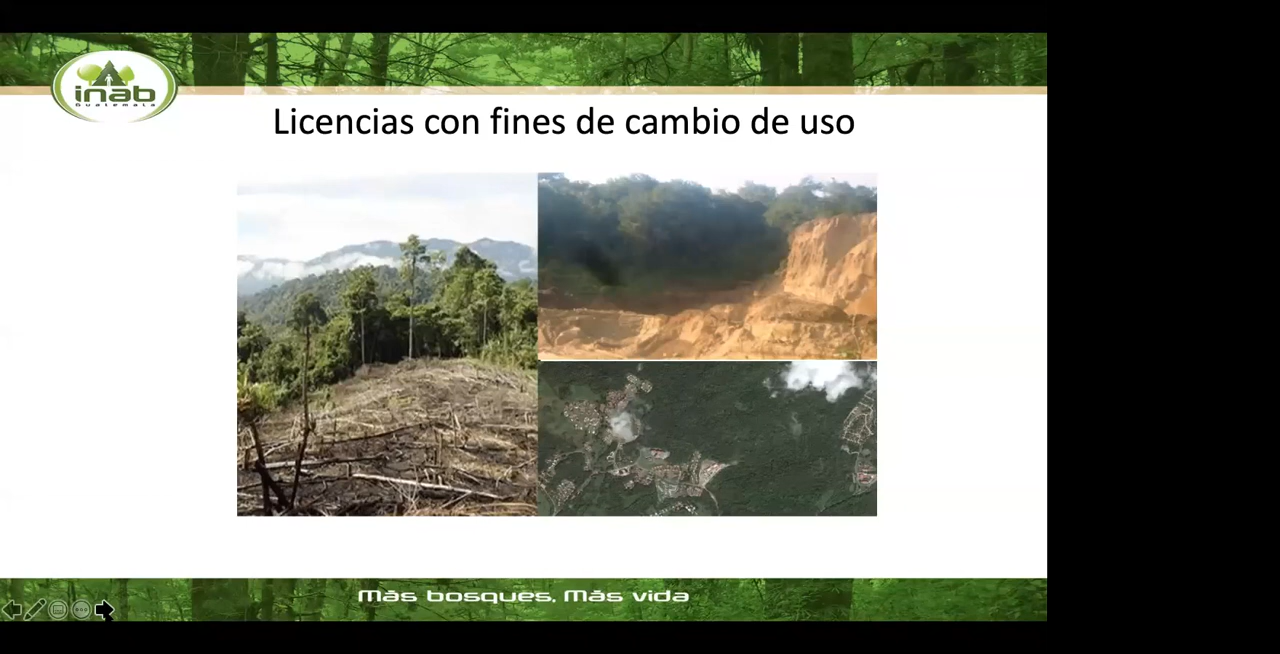 inab
Guatemala
Licencias con fines de cambio de uso
Más bosques, Más vida